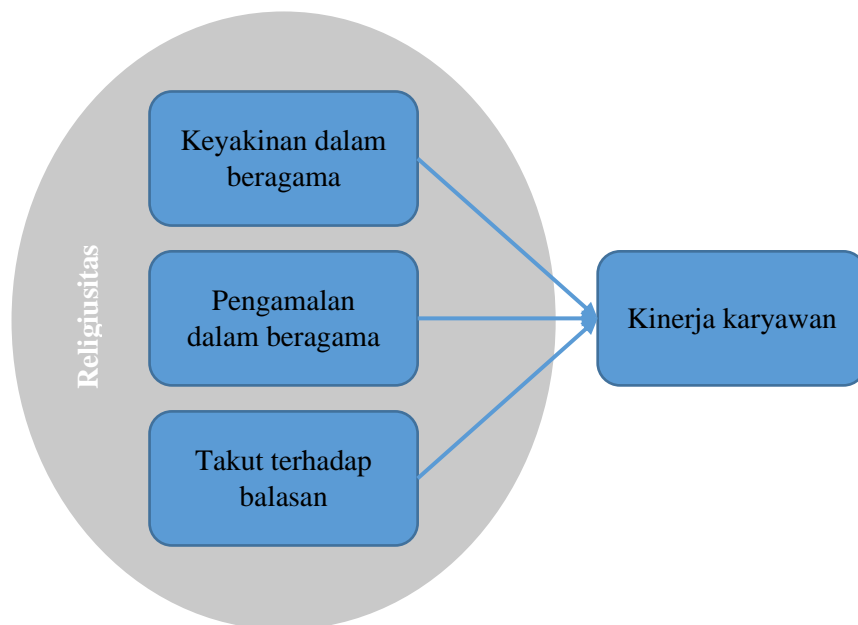 Religiusitas
Keyakinan dalam
beragama
Pengamalan
dalam beragama
Takut terhadap
balasan
Kinerja karyawan